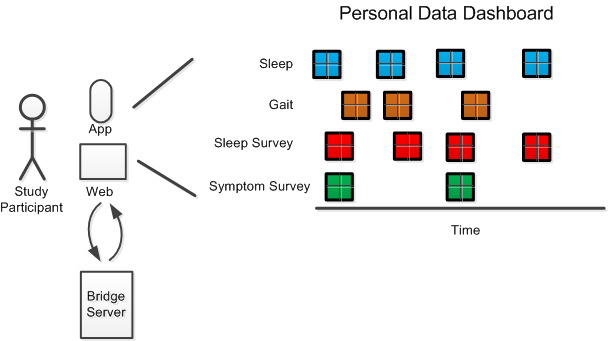 Personal Data Dashboard
Sleep
Gait
App
Sleep Survey
Study
Participant
Web
Symptom Survey
Time
Bridge
Server